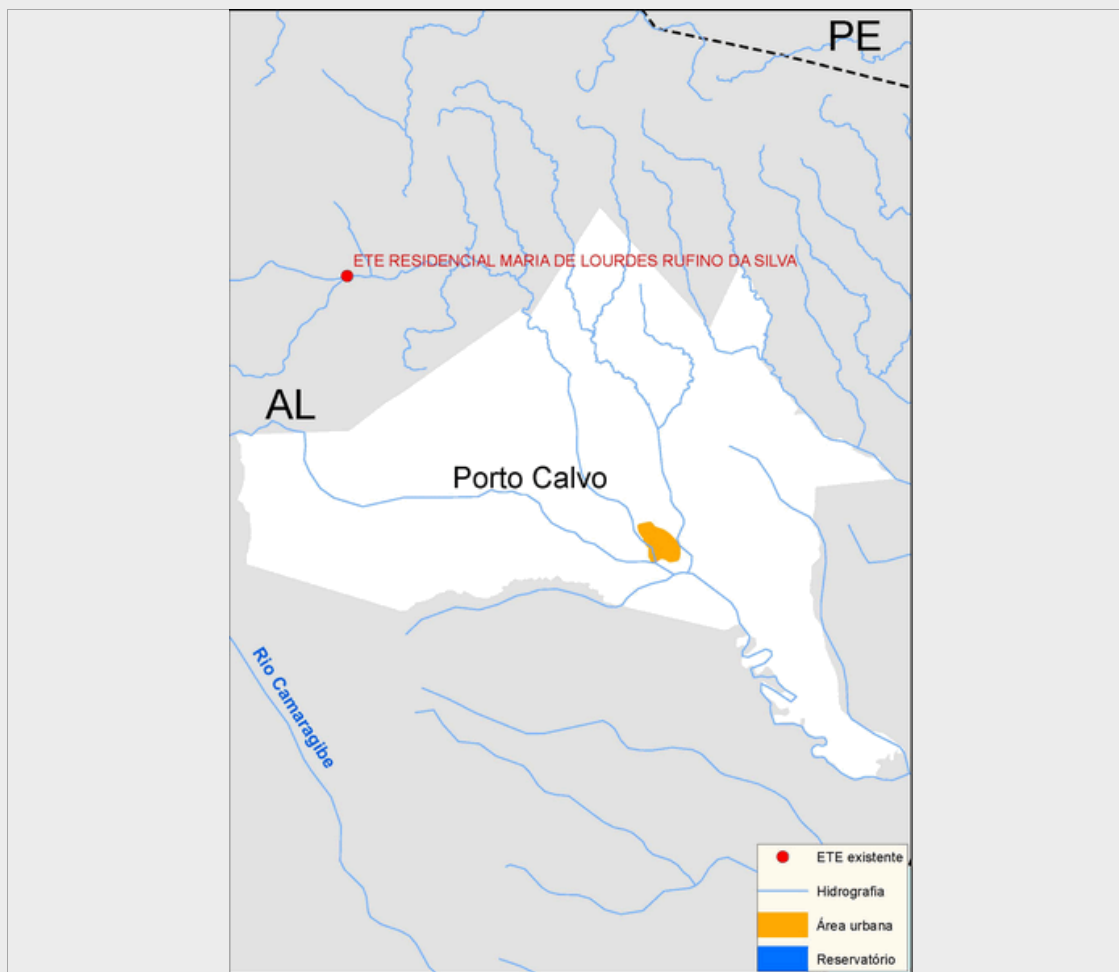 PE
ETE RESIDENCIAL MARIA DE LOURDES RUFINO DA SILVA
AL
Porto Calvo
Rio Camaragibe
ETE existente
Hidrografia
Área urbana
Reservatório